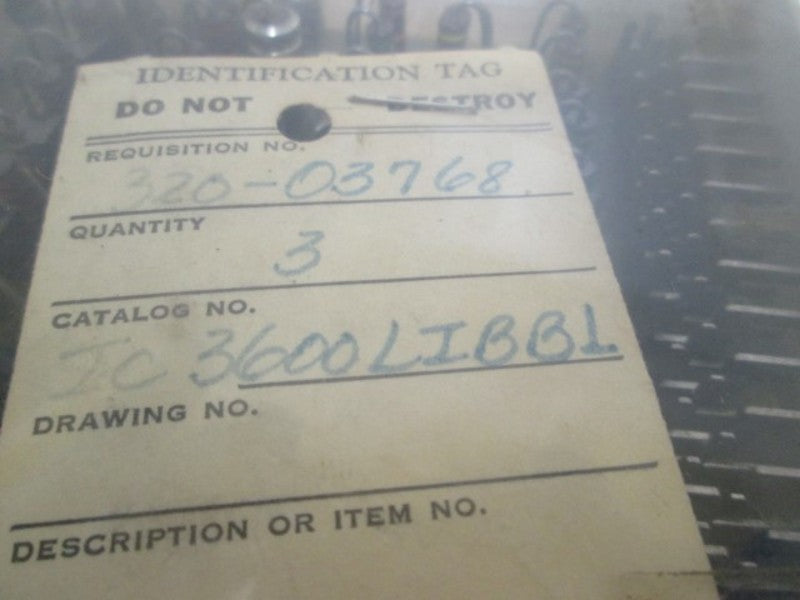 IDENTIFICATION TAG
DO NOT DESTROY
REQUISITION NO.
320-03768
QUANTITY
3
CATALOG NO.
IC 3600LIBB1
DRAWING NO.
DESCRIPTION OR ITEM NO.